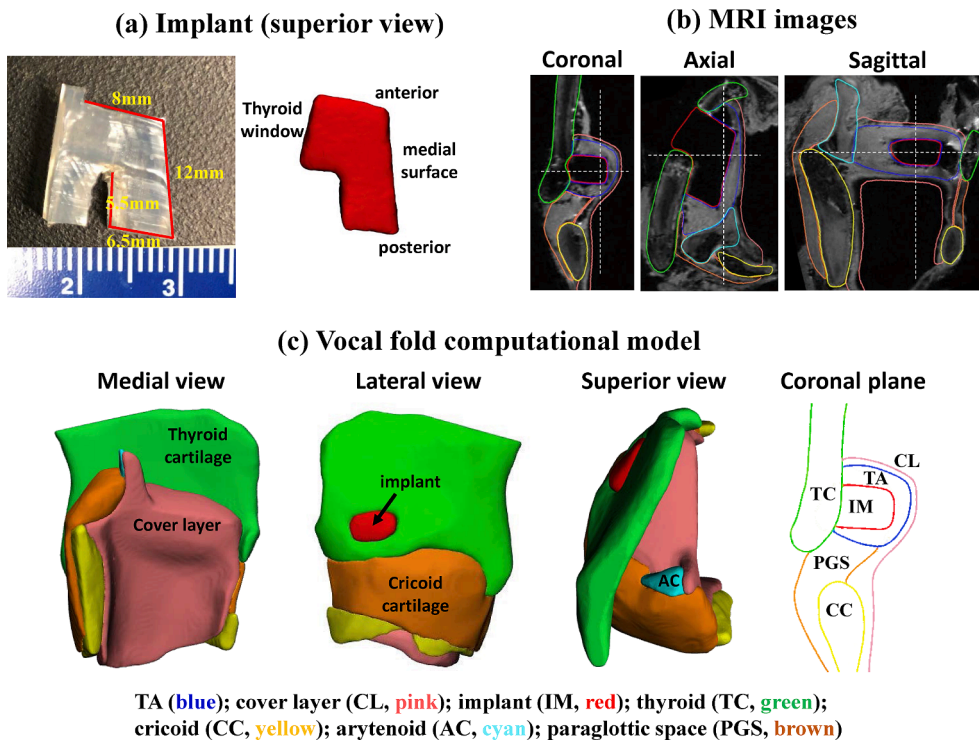 (a) Implant (superior view)
8mm
12mm
5.5mm
6.5mm
2
3
Thyroid
window
anterior
medial
surface
posterior
(b) MRI images
Coronal
Axial
Sagittal
(c) Vocal fold computational model
Medial view
Lateral view
Superior view
Coronal plane
Thyroid
cartilage
Cover layer
implant
Cricoid
cartilage
AC
CL
TA
TC
IM
PGS
CC
TA (blue); cover layer (CL, pink); implant (IM, red); thyroid (TC, green);
cricoid (CC, yellow); arytenoid (AC, cyan); paraglottic space (PGS, brown)